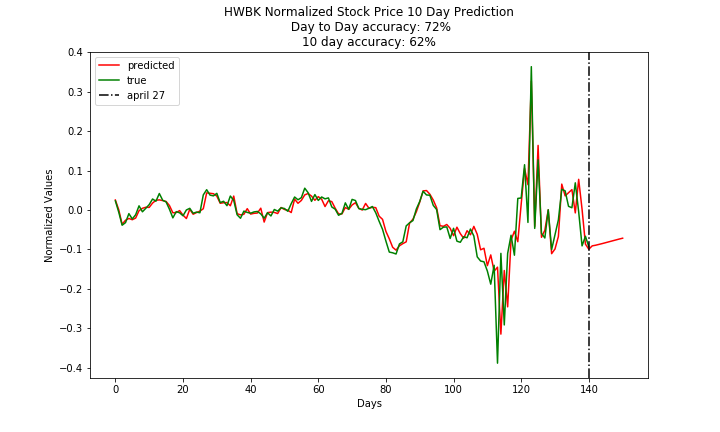 HWBK Normalized Stock Price 10 Day Prediction
Day to Day accuracy: 72%
10 day accuracy: 62%
predicted
true
april 27
Normalized Values
0.4
0.3
0.2
0.1
0.0
−0.1
−0.2
−0.3
−0.4
0 20 40 60 80 100 120 140
Days